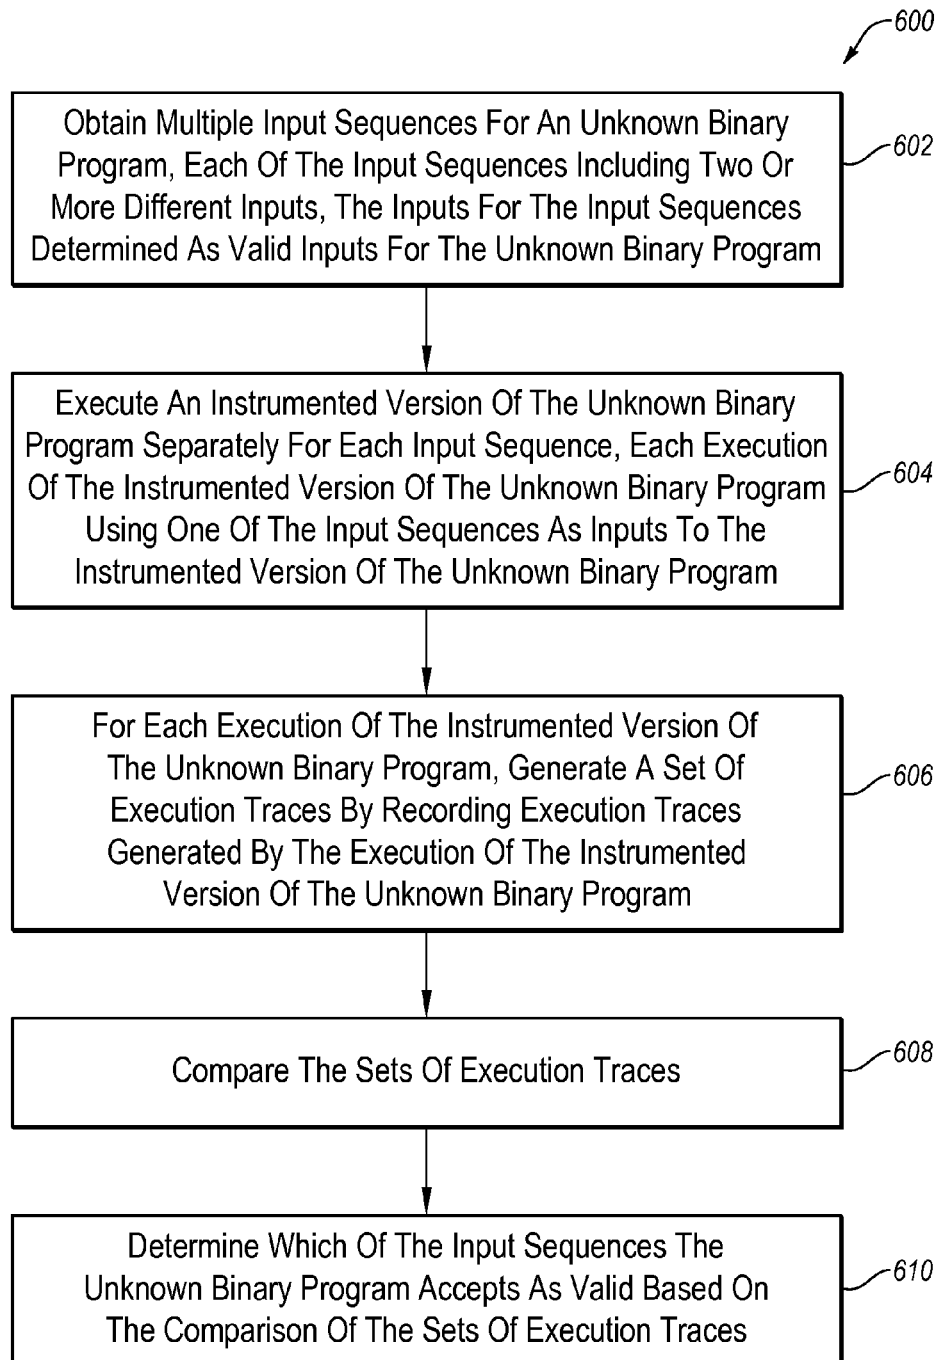 600
Obtain Multiple Input Sequences For An Unknown Binary
Program, Each Of The Input Sequences Including Two Or
More Different Inputs, The Inputs For The Input Sequences
Determined As Valid Inputs For The Unknown Binary Program
602
Execute An Instrumented Version Of The Unknown Binary
Program Separately For Each Input Sequence, Each Execution
Of The Instrumented Version Of The Unknown Binary Program
Using One Of The Input Sequences As Inputs To The
Instrumented Version Of The Unknown Binary Program
604
For Each Execution Of The Instrumented Version Of
The Unknown Binary Program, Generate A Set Of
Execution Traces By Recording Execution Traces
Generated By The Execution Of The Instrumented
Version Of The Unknown Binary Program
606
Compare The Sets Of Execution Traces
608
Determine Which Of The Input Sequences The
Unknown Binary Program Accepts As Valid Based On
The Comparison Of The Sets Of Execution Traces
610